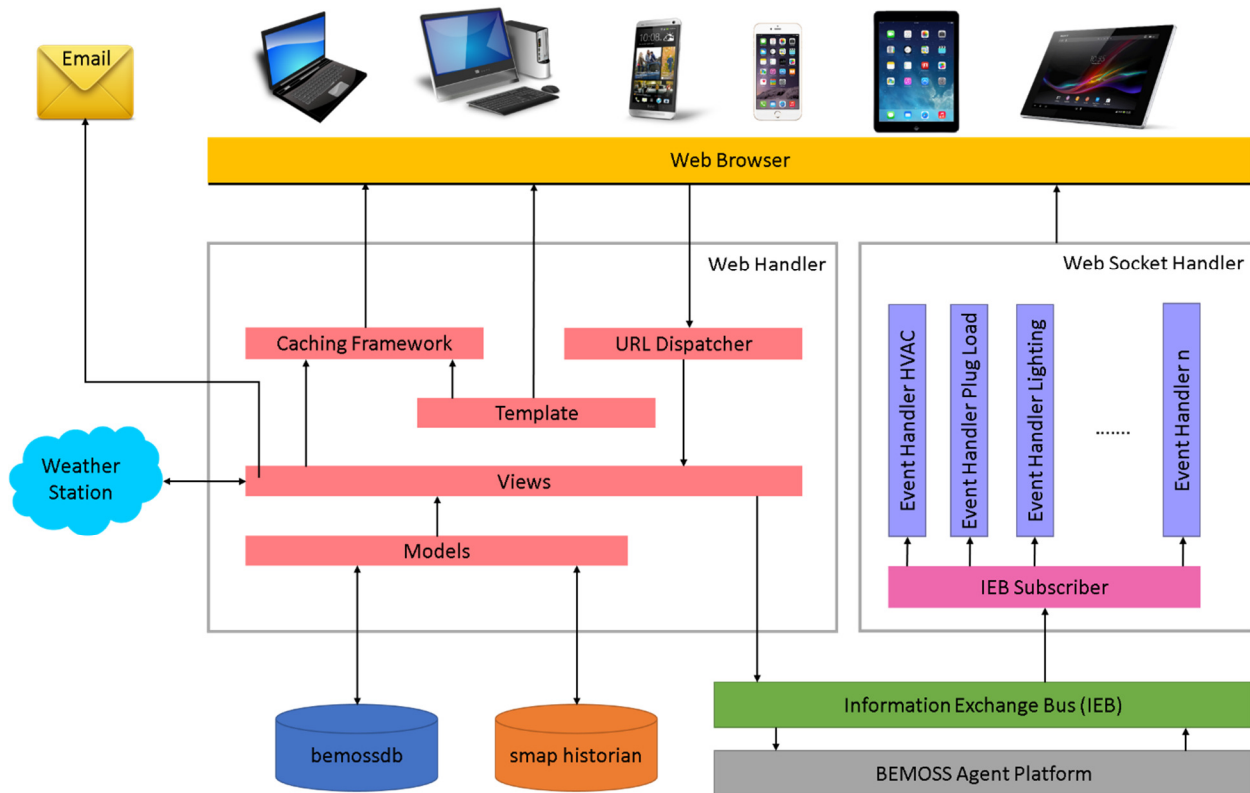 Email
Web Browser
Web Handler
Web Socket Handler
Caching Framework
URL Dispatcher
Template
Views
Models
Weather
Station
Event Handler HVAC
Event Handler Plug Load
Event Handler Lighting
.......
Event Handler n
IEB Subscriber
Information Exchange Bus (IEB)
BEMOSS Agent Platform
bemossdb
smap historian